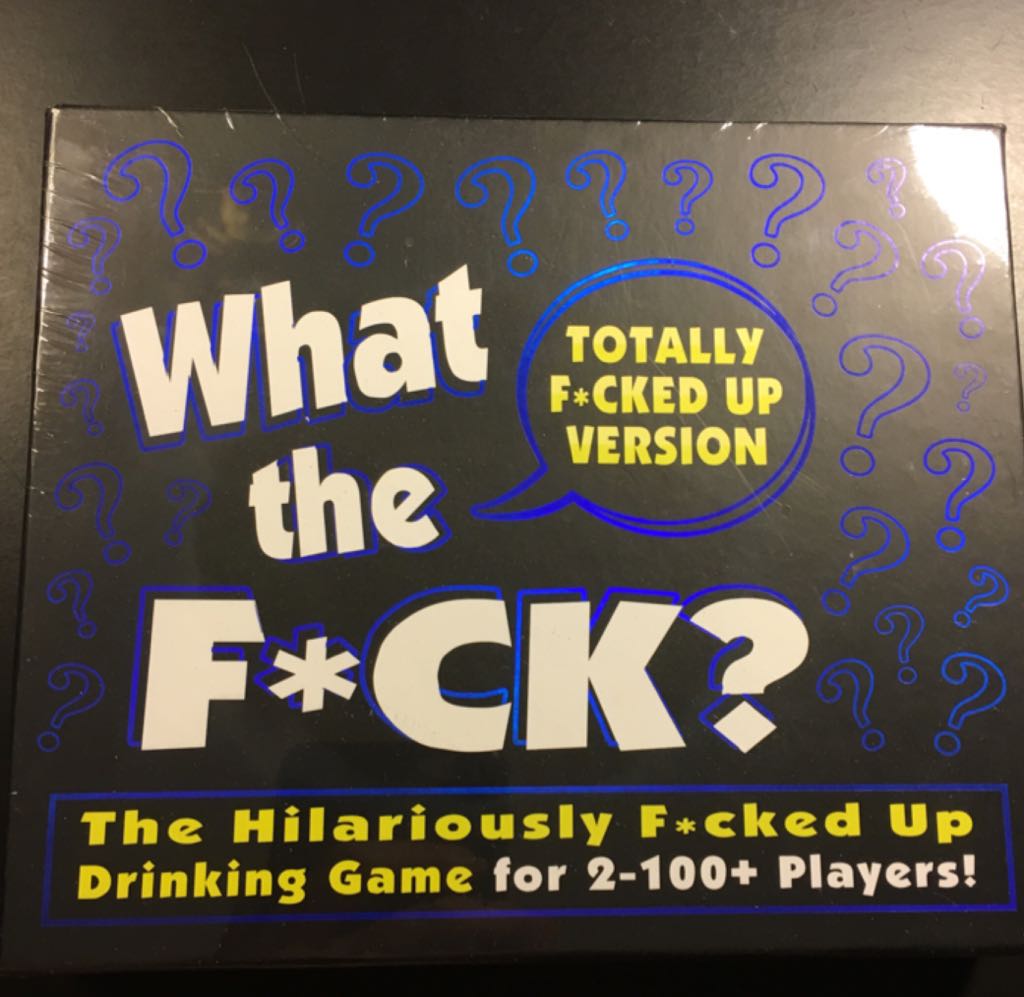 What
the
F*CK?
TOTALLY
F*CKED UP
VERSION
The Hilariously F*cked Up
Drinking Game for 2-100+ Players!